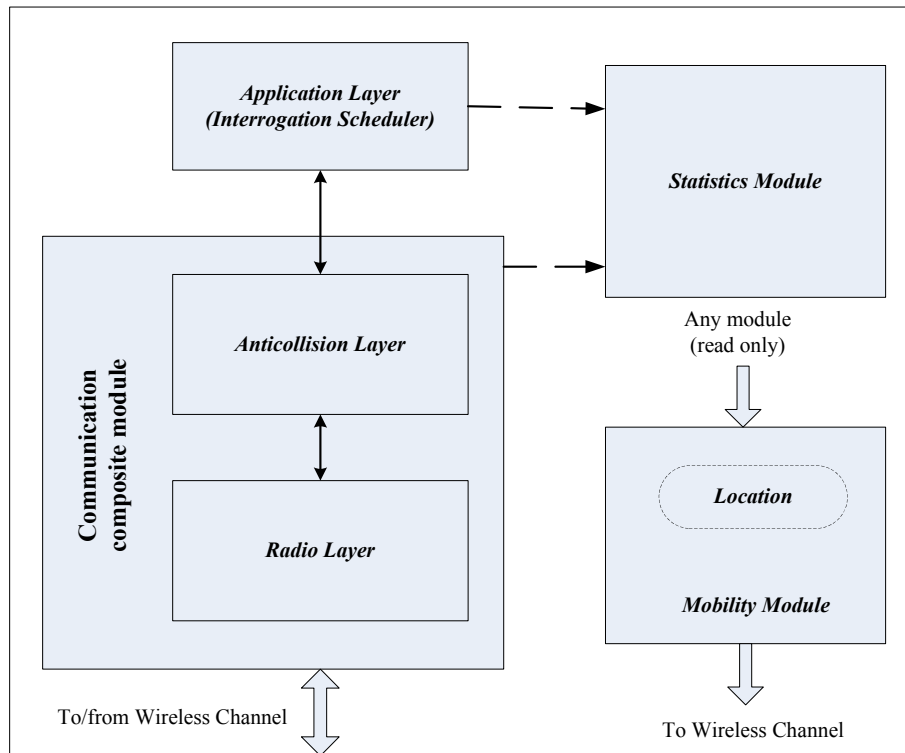 Application Layer
(Interrogation Scheduler)
Statistics Module
Anticollision Layer
Communication
composite module
Radio Layer
Any module
(read only)
Location
Mobility Module
To/from Wireless Channel
To Wireless Channel